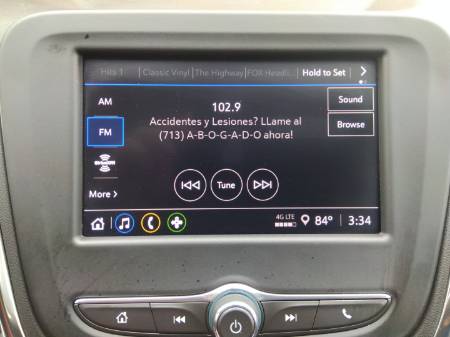 Hits 1 Classic Vinyl The Highway FOX Headli... Hold to Set >
AM
102.9
Sound
FM
Accidentes y Lesiones? LLame al
(713) A-B-O-G-A-D-O ahora!
Browse
SiriusXM
More >
Tune
4G LTE
84° 3:34